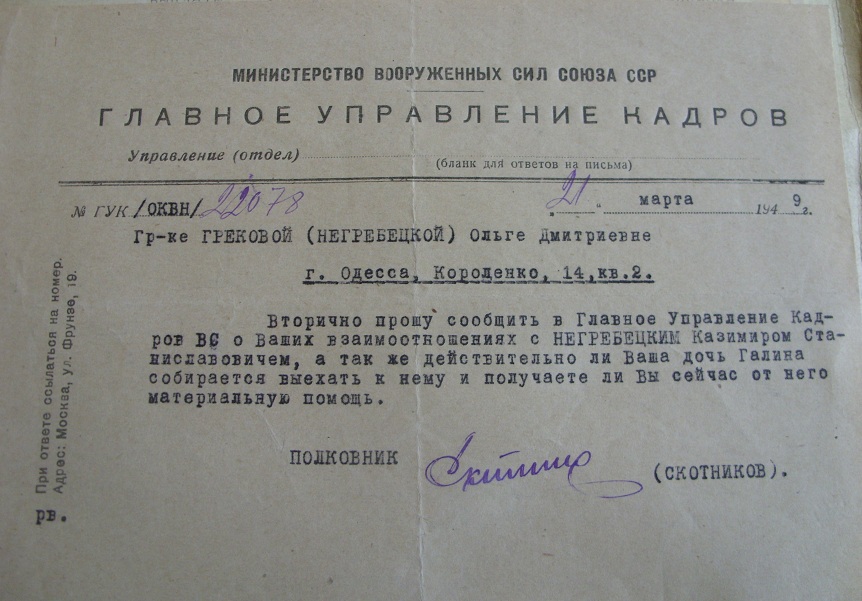 МИНИСТЕРСТВО ВООРУЖЕННЫХ СИЛ СОЮЗА ССР
ГЛАВНОЕ УПРАВЛЕНИЕ КАДРОВ
Управление (отдел)
(бланк для ответов на письма)
№ ГУК /ОКВН/ 22078
„21“ марта 1949 г.
Гр-ке ГРЕКОВОЙ (НЕГРЕБЕЦКОЙ) Ольге Дмитриевне
г. Одесса, Короленко, 14, кв.2.
Вторично прошу сообщить в Главное Управление Кад-
ров ВС о Ваших взаимоотношениях с НЕГРЕБЕЦКИМ Казимиром Ста-
ниславовичем, а так же действительно ли Ваша дочь Галина
собирается выехать к нему и получаете ли Вы сейчас от него
материальную помощь.
ПОЛКОВНИК
(СКОТНИКОВ).
При ответе ссылаться на номер.
Адрес: Москва, ул. Фрунзе, 19.
рв.